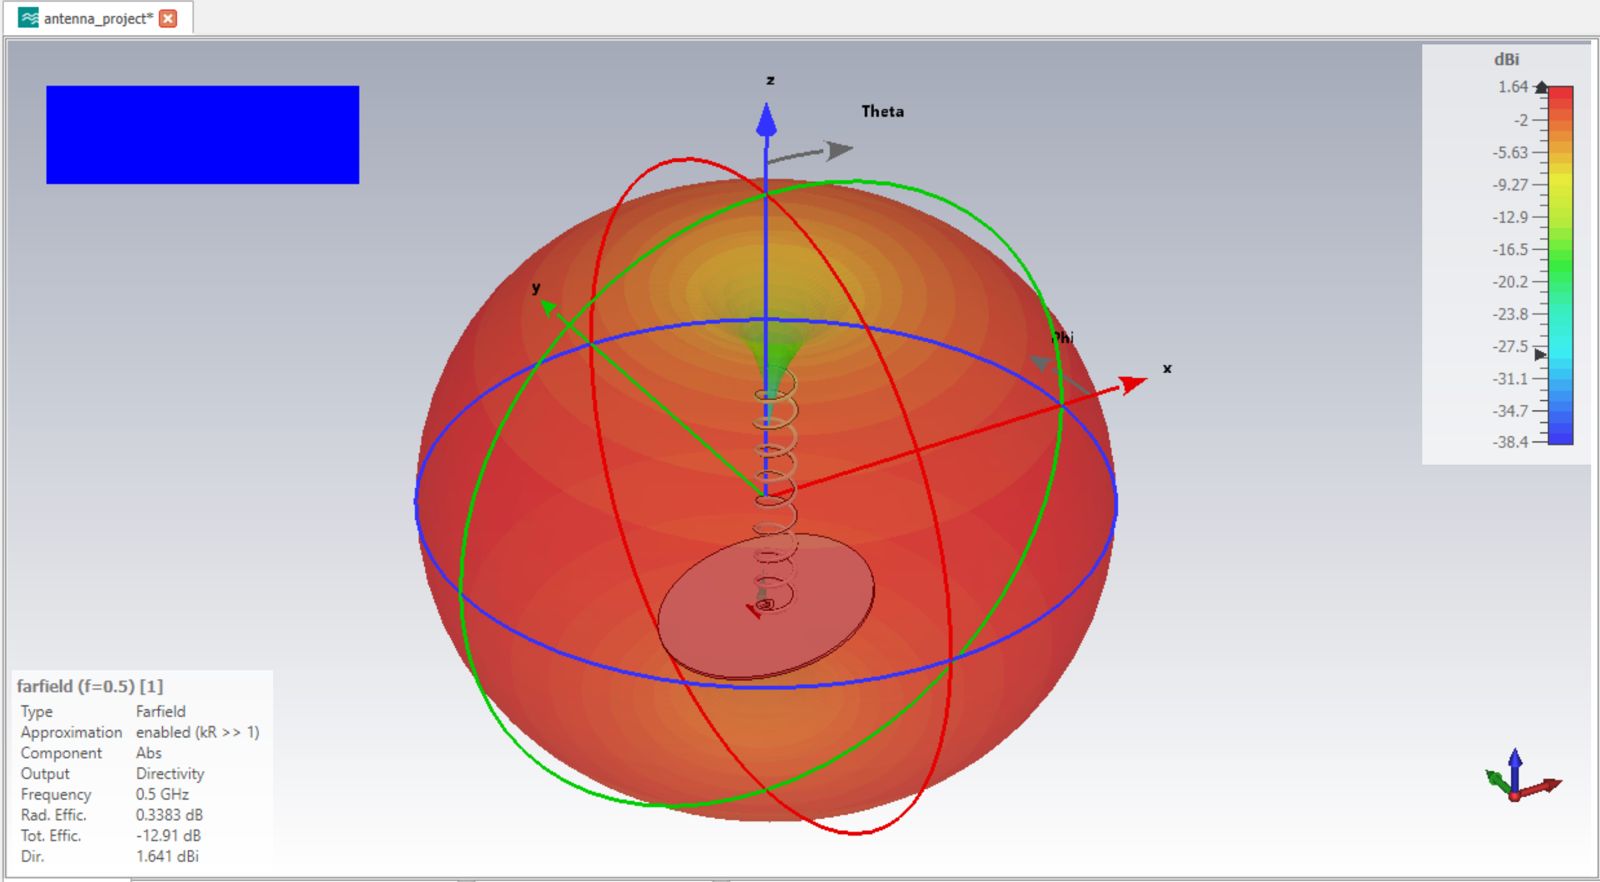 antenna_project*
z
Theta
y
Phi
x
dBi
1.64
-2
-5.63
-9.27
-12.9
-16.5
-20.2
-23.8
-27.5
-31.1
-34.7
-38.4
farfield (f=0.5) [1]
Type Farfield
Approximation enabled (kR >> 1)
Component Abs
Output Directivity
Frequency 0.5 GHz
Rad. Effic. 0.3383 dB
Tot. Effic. -12.91 dB
Dir. 1.641 dBi